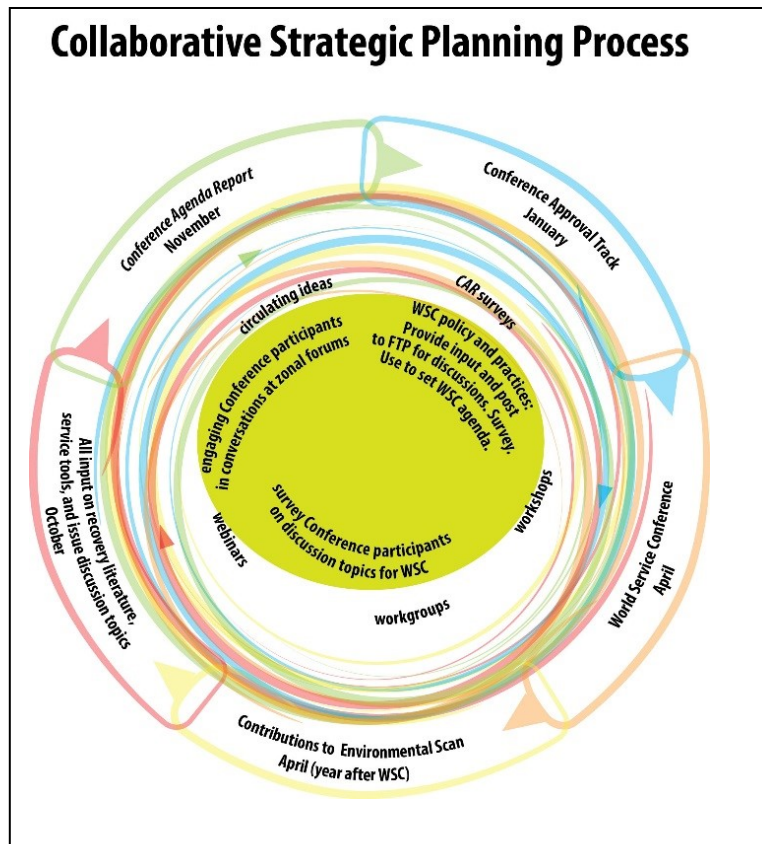 Collaborative Strategic Planning Process
Conference Agenda Report
November
Conference Approval Track
January
World Service Conference
April
Contributions to Environmental Scan
April (year after WSC)
All input on recovery literature,
service tools, and issue discussion topics
October
circulating ideas
CAR surveys
workshops
workgroups
webinars
engaging Conference participants
in conversations at zonal forums
WSC policy and practices:
Provide input and post
to FTP for discussions. Survey.
Use to set WSC agenda.
survey Conference participants
on discussion topics for WSC